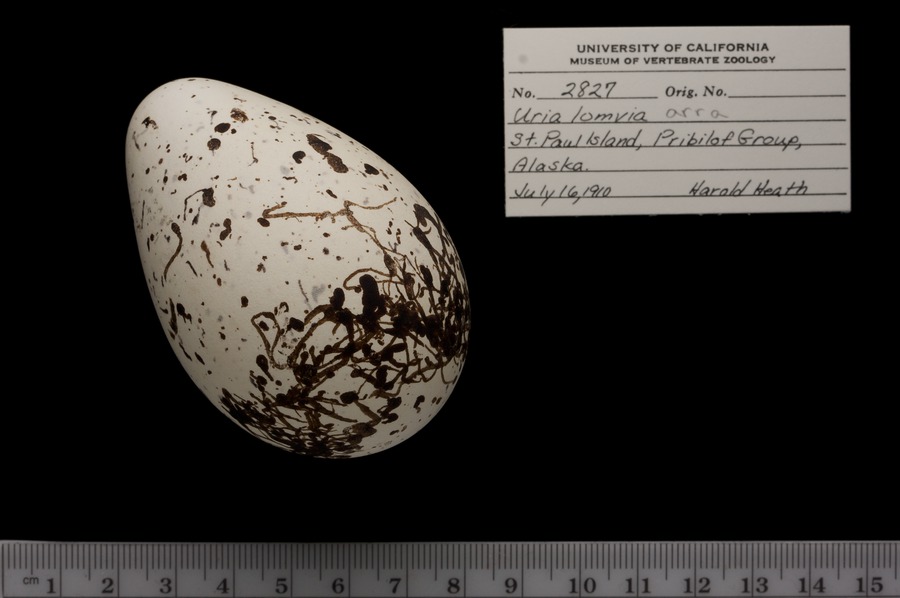 UNIVERSITY OF CALIFORNIA
MUSEUM OF VERTEBRATE ZOOLOGY
No. 2827 Orig. No.
Uria lomvia arra
St. Paul Island, Pribilof Group,
Alaska.
July 16, 1910 Harold Heath
cm 1 2 3 4 5 6 7 8 9 10 11 12 13 14 15